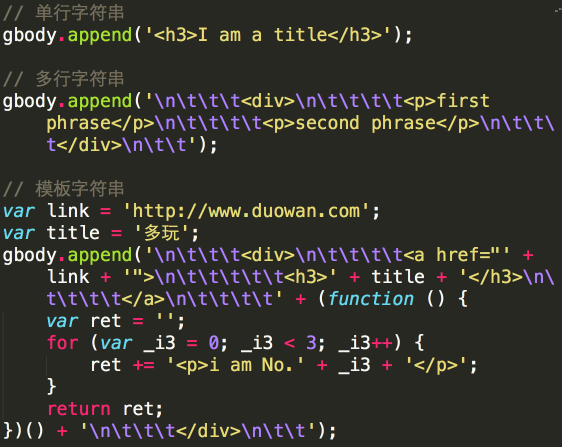 // 单行字符串
gbody.append('<h3>I am a title</h3>');
// 多行字符串
gbody.append('\n\t\t\t<div>\n\t\t\t\t<p>first
phrase</p>\n\t\t\t\t<p>second phrase</p>\n\t\t\
t</div>\n\t\t');
// 模板字符串
var link = 'http://www.duowan.com';
var title = '多玩';
gbody.append('\n\t\t\t<div>\n\t\t\t\t<a href="' +
link + '">\n\t\t\t\t\t<h3>' + title + '</h3>\n\
t\t\t\t</a>\n\t\t\t\t' + (function () {
var ret = '';
for (var _i3 = 0; _i3 < 3; _i3++) {
ret += '<p>i am No.' + _i3 + '</p>';
}
return ret;
})() + '\n\t\t\t</div>\n\t\t');